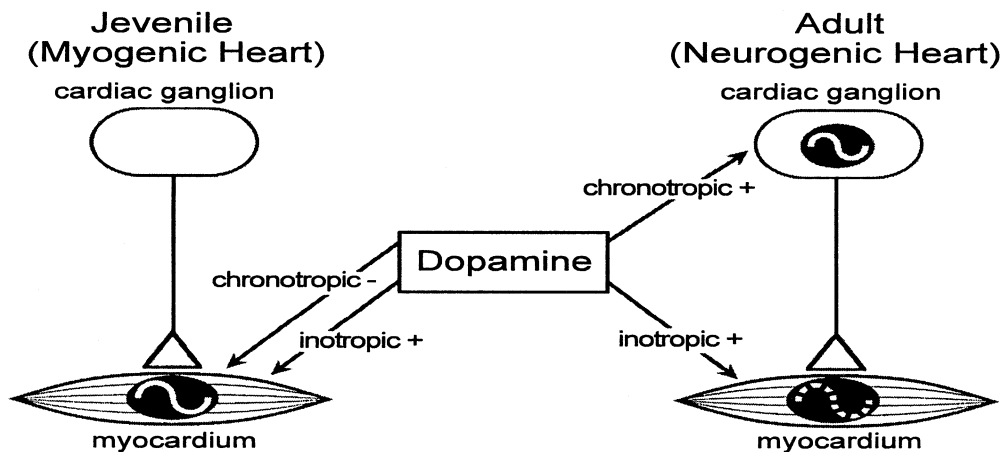 Jevenile
(Myogenic Heart)
cardiac ganglion
Adult
(Neurogenic Heart)
cardiac ganglion
chronotropic +
Dopamine
chronotropic -
inotropic +
inotropic +
myocardium
myocardium